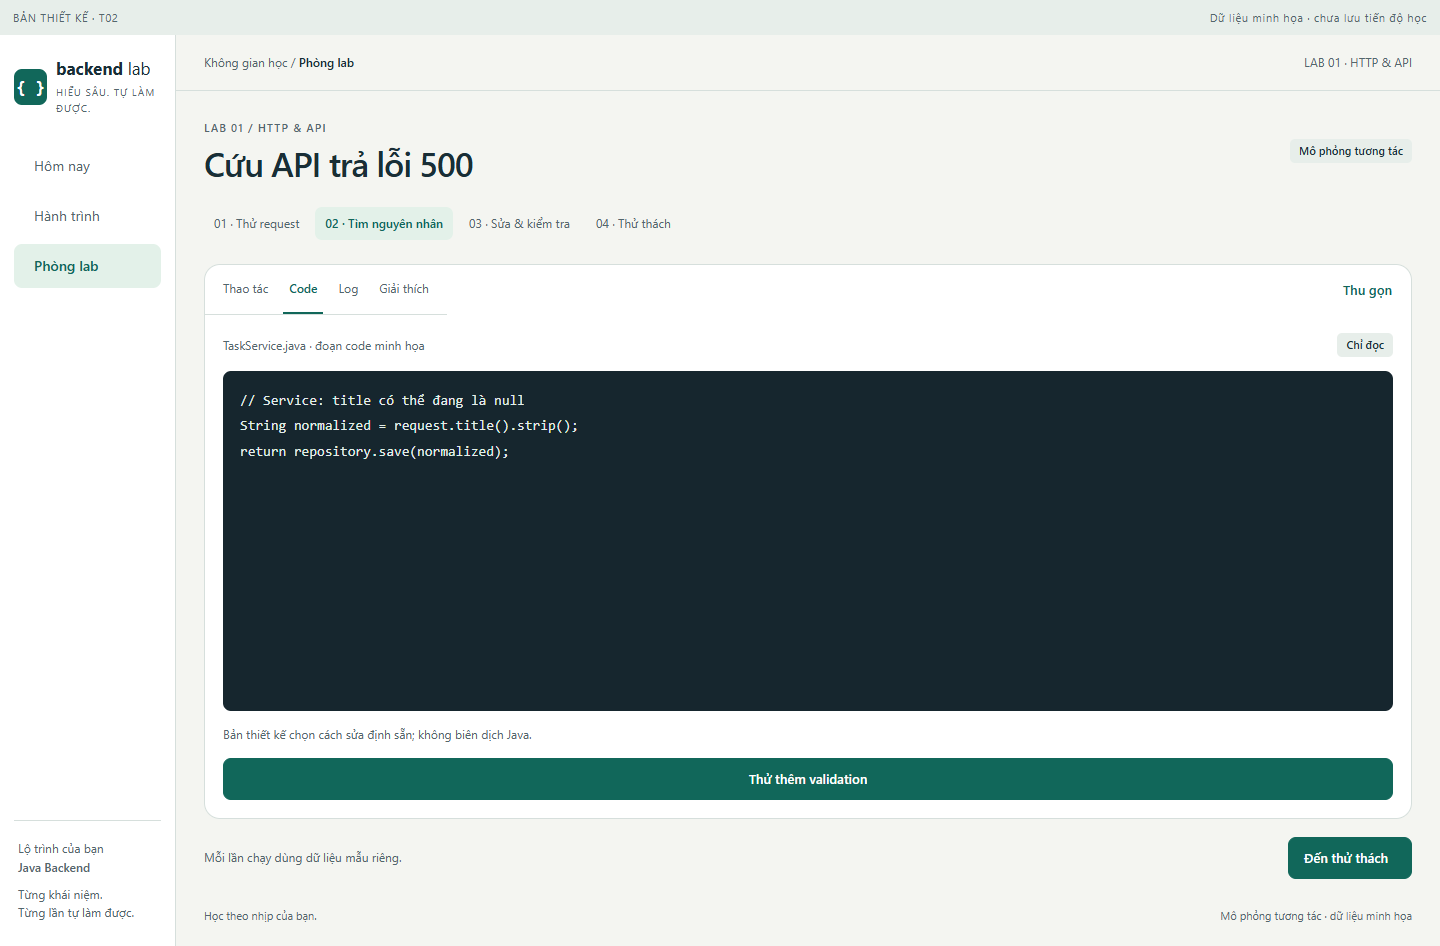 BẢN THIẾT KẾ · T02
Dữ liệu minh họa · chưa lưu tiến độ học
{ }
backend lab
HIỂU SÂU. TỰ LÀM
ĐƯỢC.
Hôm nay
Hành trình
Phòng lab
Lộ trình của bạn
Java Backend
Từng khái niệm.
Từng lần tự làm được.
Không gian học / Phòng lab
LAB 01 · HTTP & API
LAB 01 / HTTP & API
Cứu API trả lỗi 500
Mô phỏng tương tác
01 · Thử request
02 · Tìm nguyên nhân
03 · Sửa & kiểm tra
04 · Thử thách
Thao tác
Code
Log
Giải thích
Thu gọn
TaskService.java · đoạn code minh họa
Chỉ đọc
// Service: title có thể đang là null
String normalized = request.title().strip();
return repository.save(normalized);
Bản thiết kế chọn cách sửa định sẵn; không biên dịch Java.
Thử thêm validation
Mỗi lần chạy dùng dữ liệu mẫu riêng.
Đến thử thách
Học theo nhịp của bạn.
Mô phỏng tương tác · dữ liệu minh họa